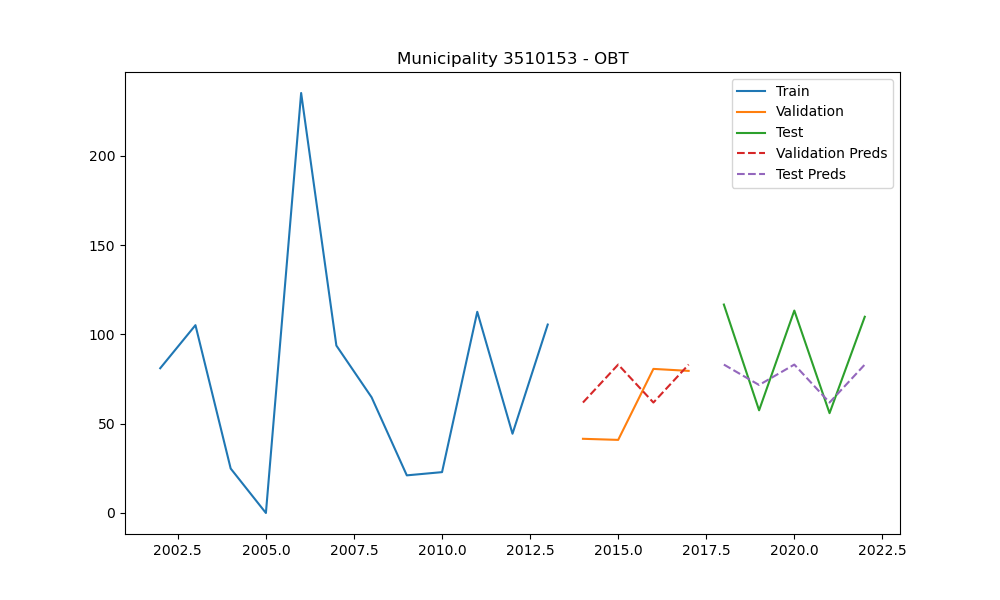 Municipality 3510153 - OBT
Train
Validation
Test
Validation Preds
Test Preds
200
150
100
50
0
2002.5 2005.0 2007.5 2010.0 2012.5 2015.0 2017.5 2020.0 2022.5